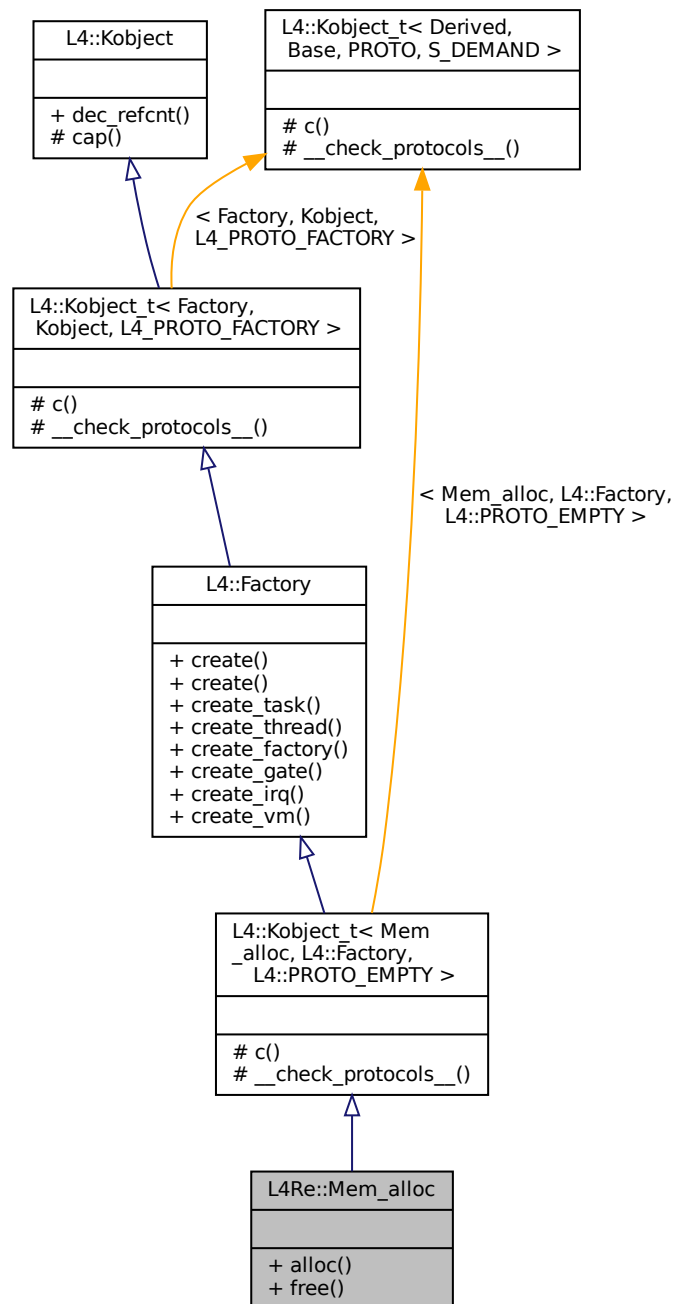 L4::Kobject
+ dec_refcnt()
# cap()
L4::Kobject_t< Derived,
Base, PROTO, S_DEMAND >
# c()
# __check_protocols__()
< Factory, Kobject,
L4_PROTO_FACTORY >
L4::Kobject_t< Factory,
Kobject, L4_PROTO_FACTORY >
# c()
# __check_protocols__()
< Mem_alloc, L4::Factory,
L4::PROTO_EMPTY >
L4::Factory
+ create()
+ create()
+ create_task()
+ create_thread()
+ create_factory()
+ create_gate()
+ create_irq()
+ create_vm()
L4::Kobject_t< Mem
_alloc, L4::Factory,
L4::PROTO_EMPTY >
# c()
# __check_protocols__()
L4Re::Mem_alloc
+ alloc()
+ free()